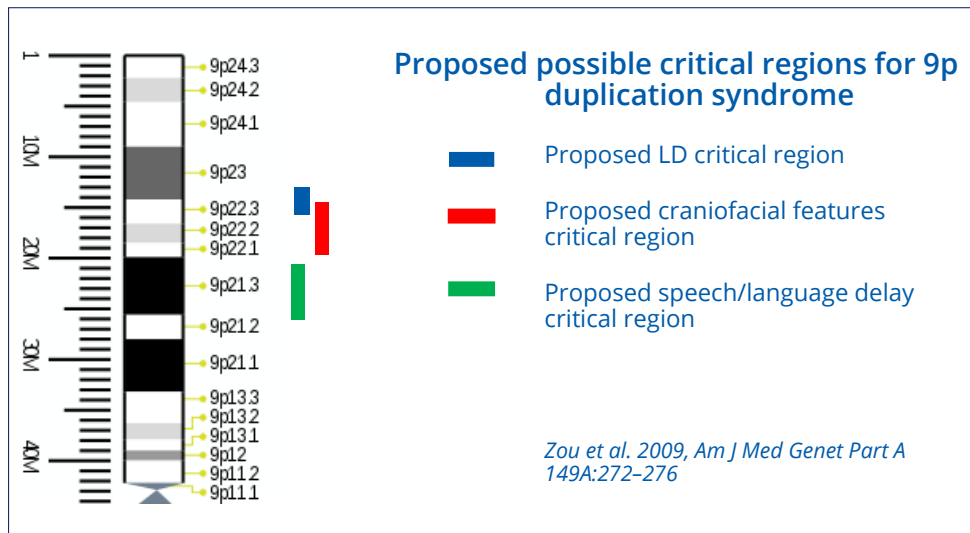 Proposed possible critical regions for 9p
duplication syndrome
1
10M
20M
30M
40M
9p24.3
9p24.2
9p24.1
9p23
9p22.3
9p22.2
9p22.1
9p21.3
9p21.2
9p21.1
9p13.3
9p13.2
9p13.1
9p12
9p11.2
9p11.1
Proposed LD critical region
Proposed craniofacial features
critical region
Proposed speech/language delay
critical region
Zou et al. 2009, Am J Med Genet Part A
149A:272–276